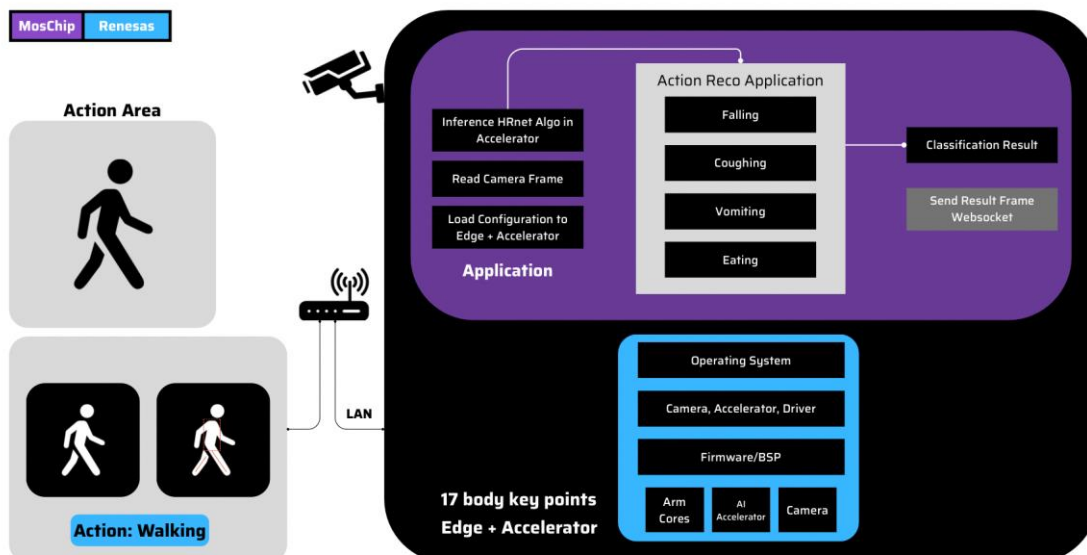 MosChip Renesas
Action Area
Action: Walking
LAN
Inference HRnet Algo in
Accelerator
Read Camera Frame
Load Configuration to
Edge + Accelerator
Application
Action Reco Application
Falling
Coughing
Vomiting
Eating
Classification Result
Send Result Frame
Websocket
Operating System
Camera, Accelerator, Driver
Firmware/BSP
Arm
Cores
AI
Accelerator
Camera
17 body key points
Edge + Accelerator